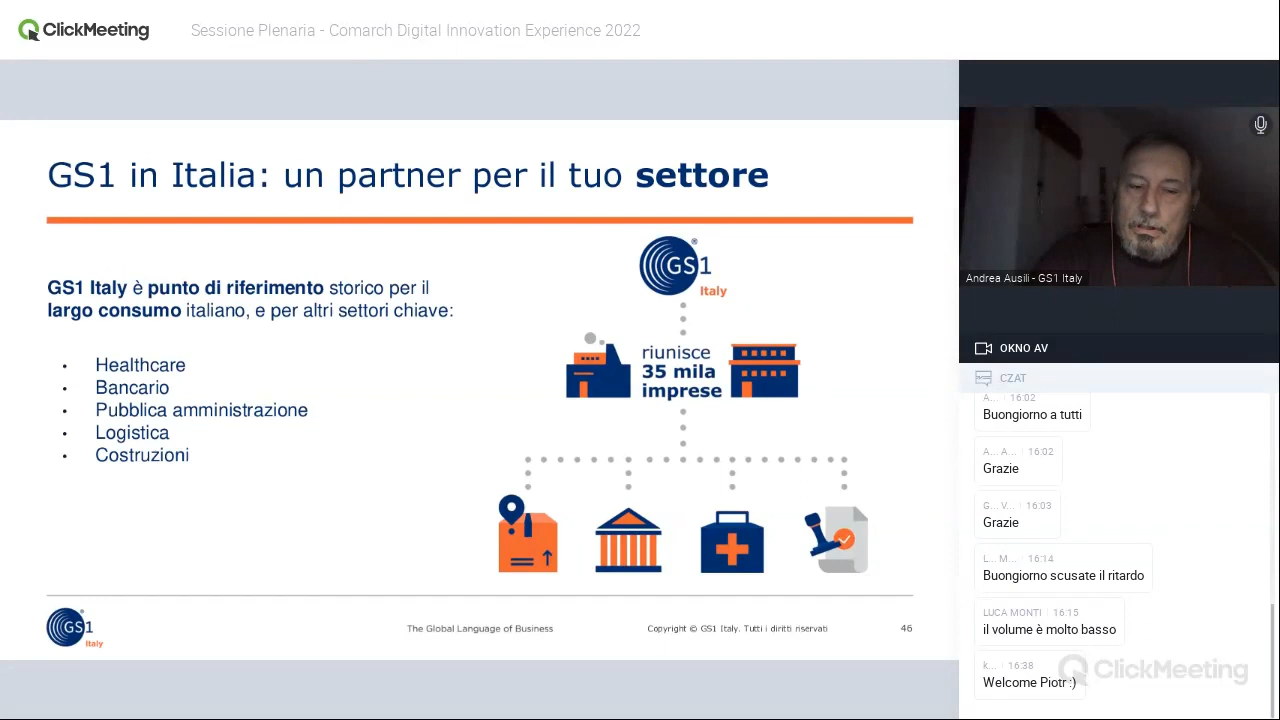 ClickMeeting
Sessione Plenaria - Comarch Digital Innovation Experience 2022
GS1 in Italia: un partner per il tuo settore
GS1 Italy è punto di riferimento storico per il
largo consumo italiano, e per altri settori chiave:
• Healthcare
• Bancario
• Pubblica amministrazione
• Logistica
• Costruzioni
GS1 ®
Italy
riunisce
35 mila
imprese
GS1 ®
Italy
The Global Language of Business
Copyright © GS1 Italy. Tutti i diritti riservati
46
Andrea Ausili - GS1 Italy
OKNO AV
CZAT
A... 16:02
Buongiorno a tutti
A... A... 16:02
Grazie
G... V... 16:03
Grazie
L... M... 16:14
Buongiorno scusate il ritardo
LUCA MONTI 16:15
il volume è molto basso
k... 16:38
Welcome Piotr :)
ClickMeeting